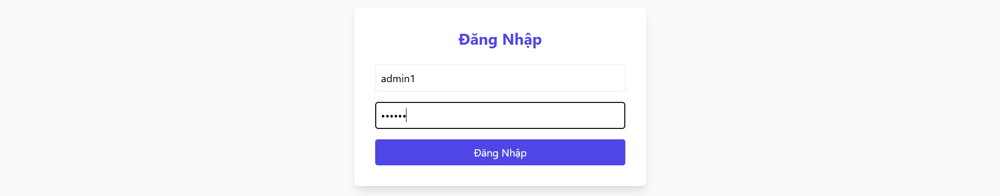 Đăng Nhập
admin1
••••••
Đăng Nhập